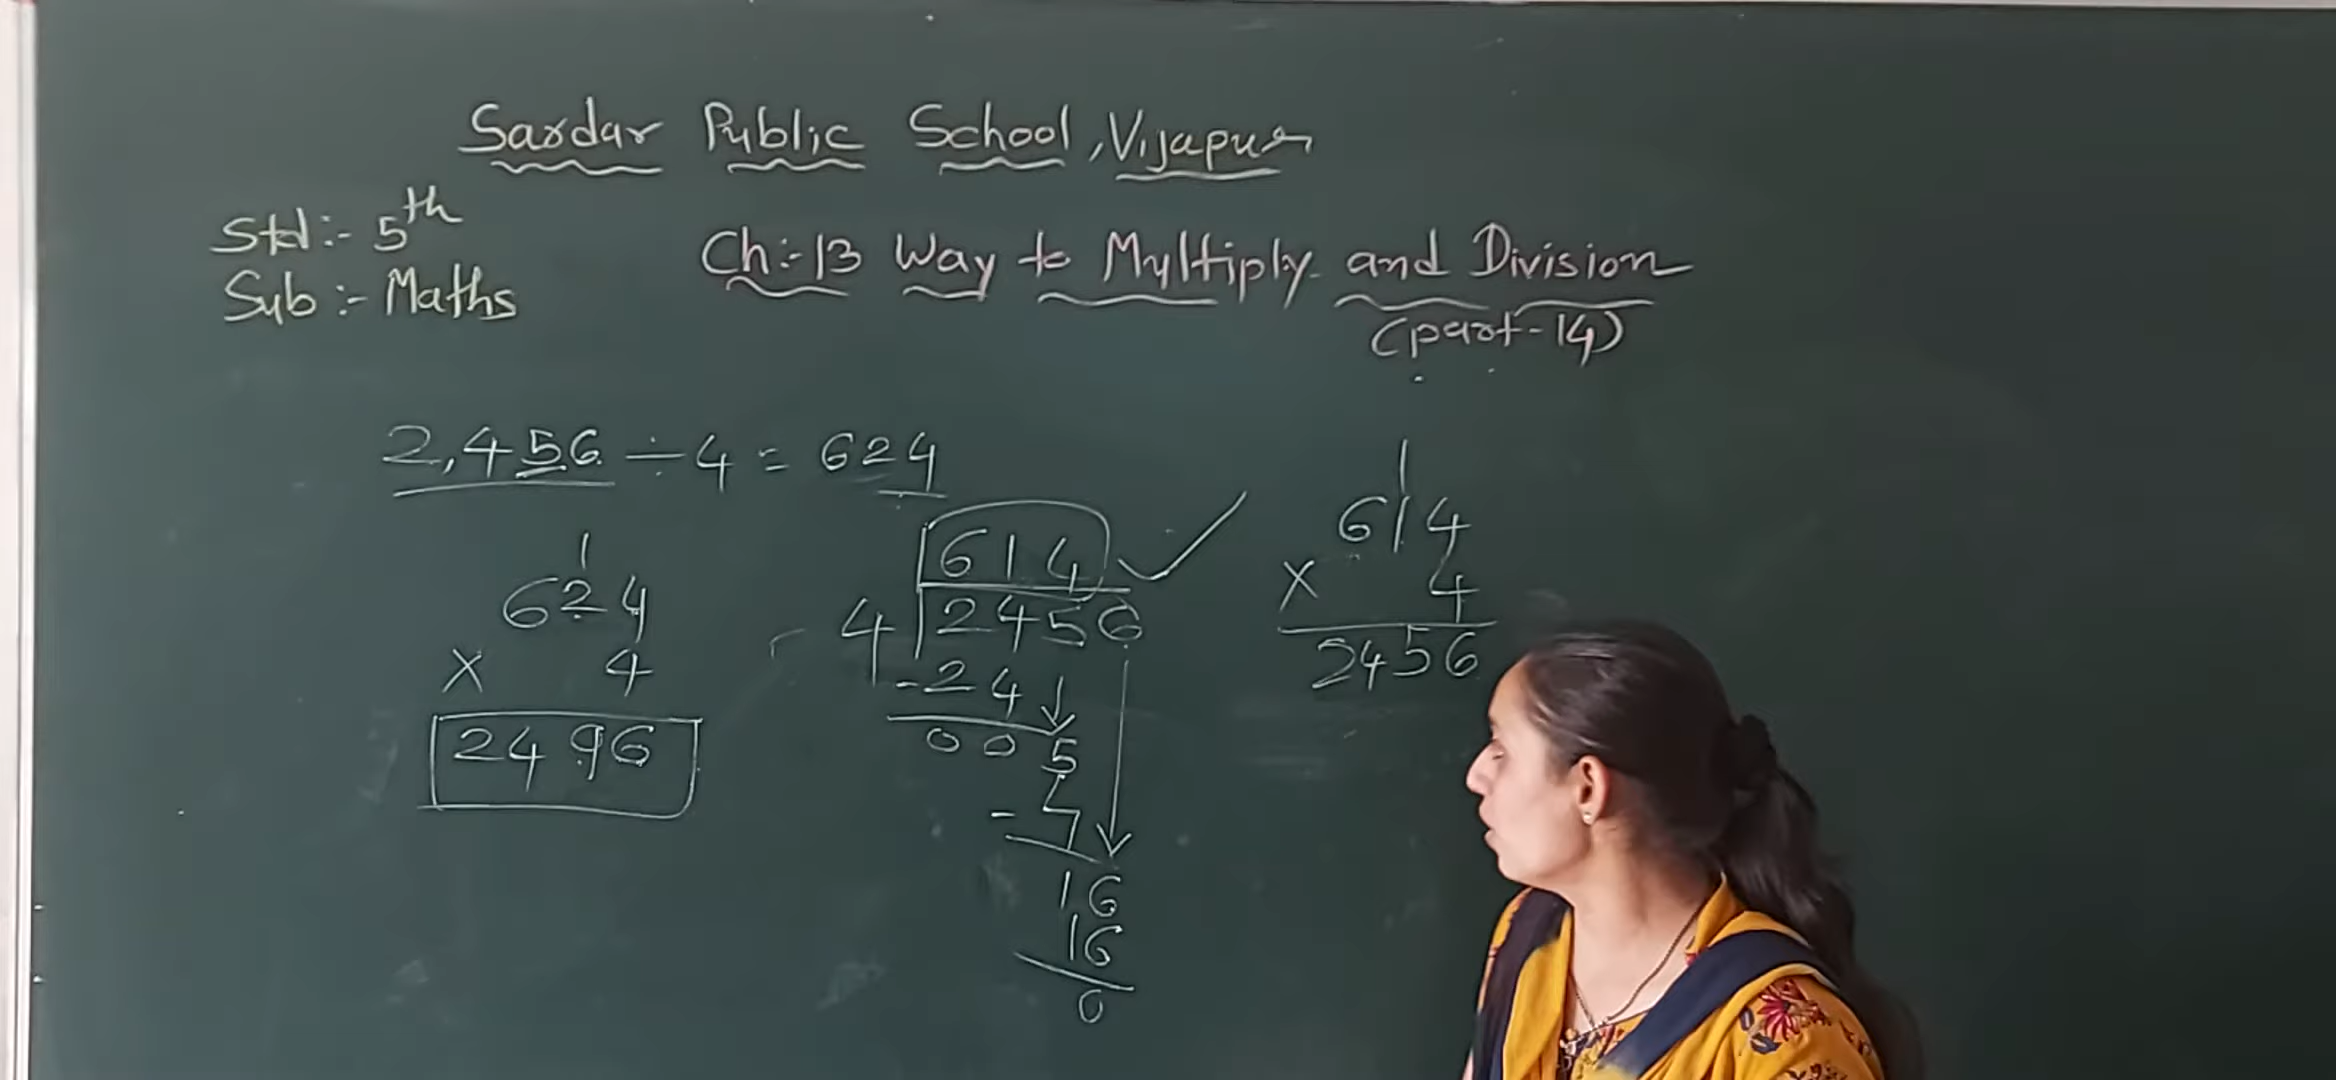 Sardar Public School, Vijapur
Std:- 5th
Sub:- Maths
Ch:-13 Way to Multiply and Division
(part-14)
2,456 ÷ 4 = 624
1
624
x 4
2496
614
4 2456
-24
005
- 4
16
16
0
1
614
x 4
2456